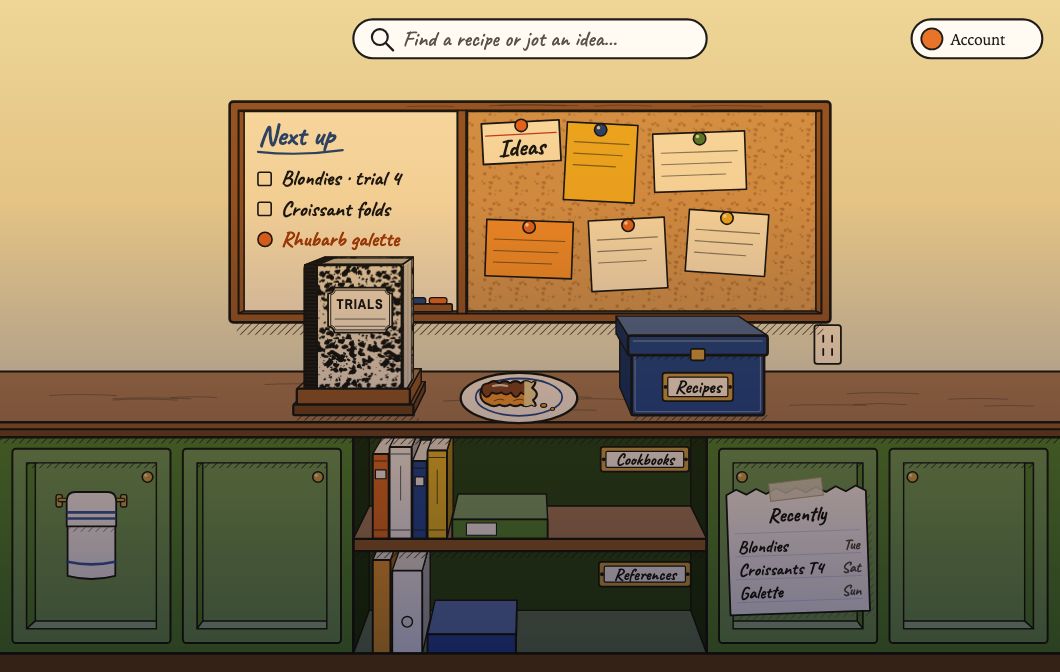 Find a recipe or jot an idea...
Account
Next up
Blondies · trial 4
Croissant folds
Rhubarb galette
Ideas
TRIALS
Recipes
Cookbooks
References
Recently
Blondies Tue
Croissants T4 Sat
Galette Sun